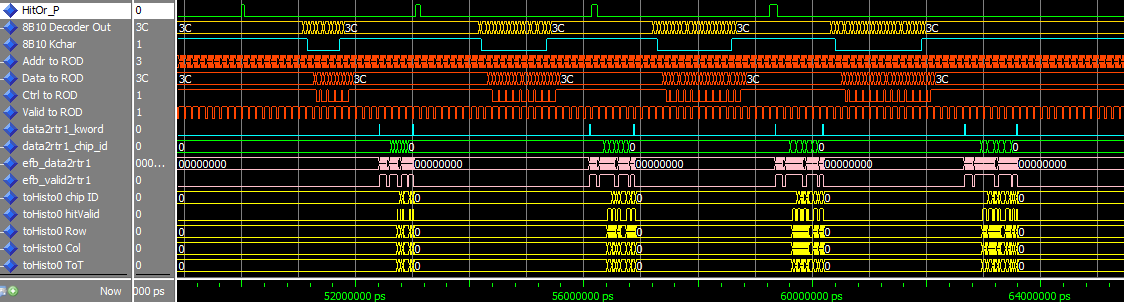 HitOr_P 0
8B10 Decoder Out 3C 3C 3C 3C 3C 3C
8B10 Kchar 1
Addr to ROD 3
Data to ROD 3C 3C 3C 3C 3C 3C
Ctrl to ROD 1
Valid to ROD 1
data2rtr1_kword 0
data2rtr1_chip_id 0 0 0 0 0 0
efb_data2rtr1 000... 00000000 00000000 00000000 00000000 00000000
efb_valid2rtr1 0
toHisto0 chip ID 0 0 0 0 0 0
toHisto0 hitValid 0
toHisto0 Row 0 0 0 0 0 0
toHisto0 Col 0 0 0 0 0 0
toHisto0 ToT 0 0 0 0 0 0
Now 000 ps 52000000 ps 56000000 ps 60000000 ps 64000000 ps